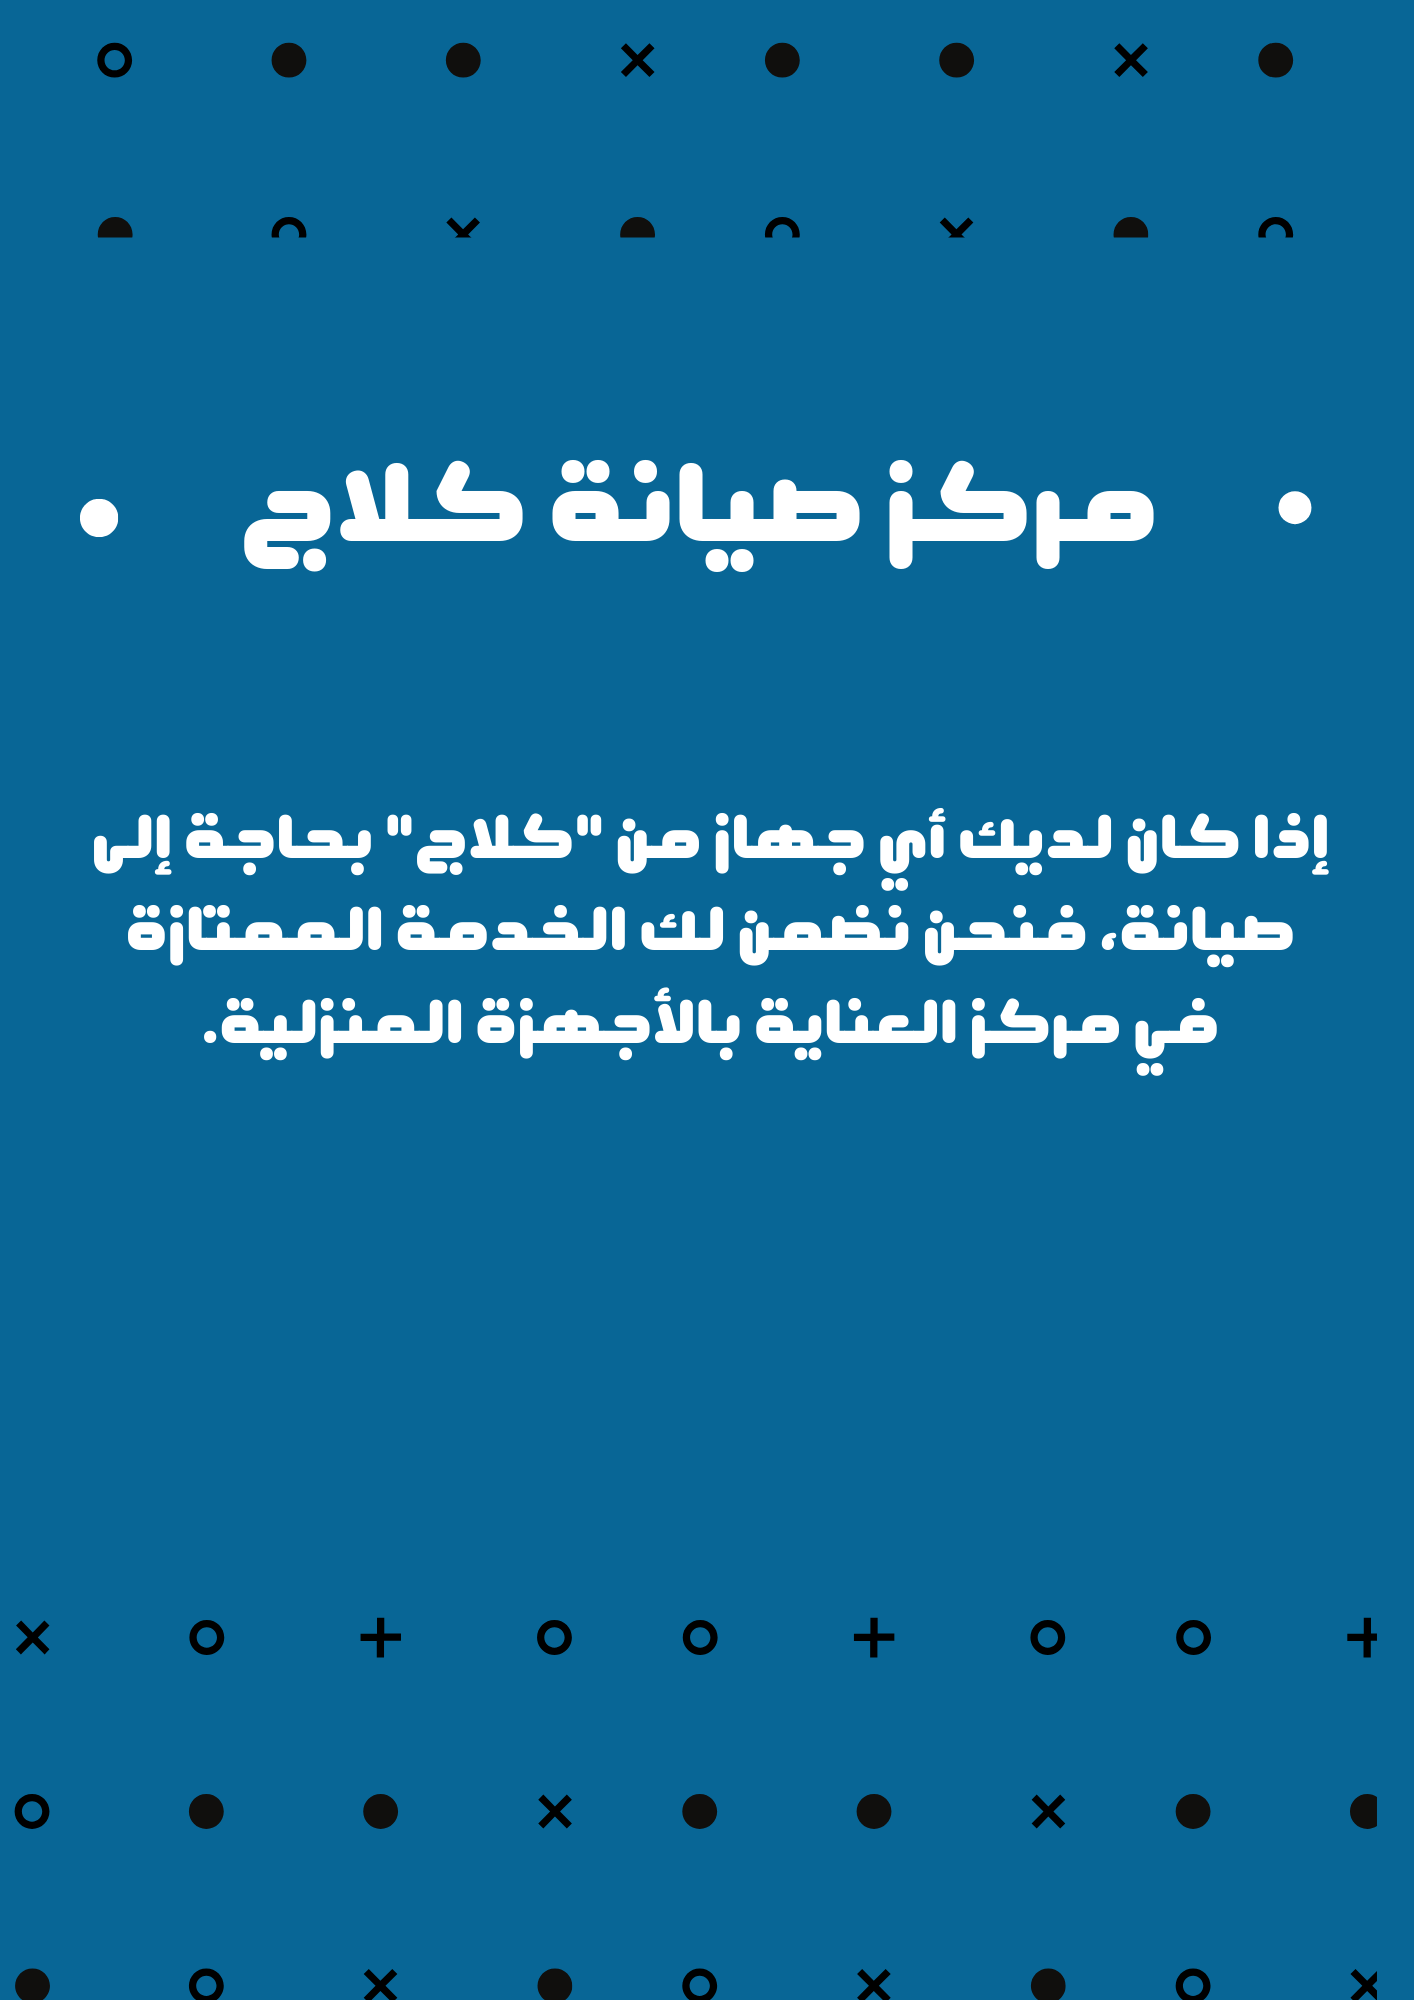 مركز صيانة كلاج
إذا كان لديك أي جهاز من "كلاج" بحاجة إلى
صيانة، فنحن نضمن لك الخدمة الممتازة
في مركز العناية بالأجهزة المنزلية.